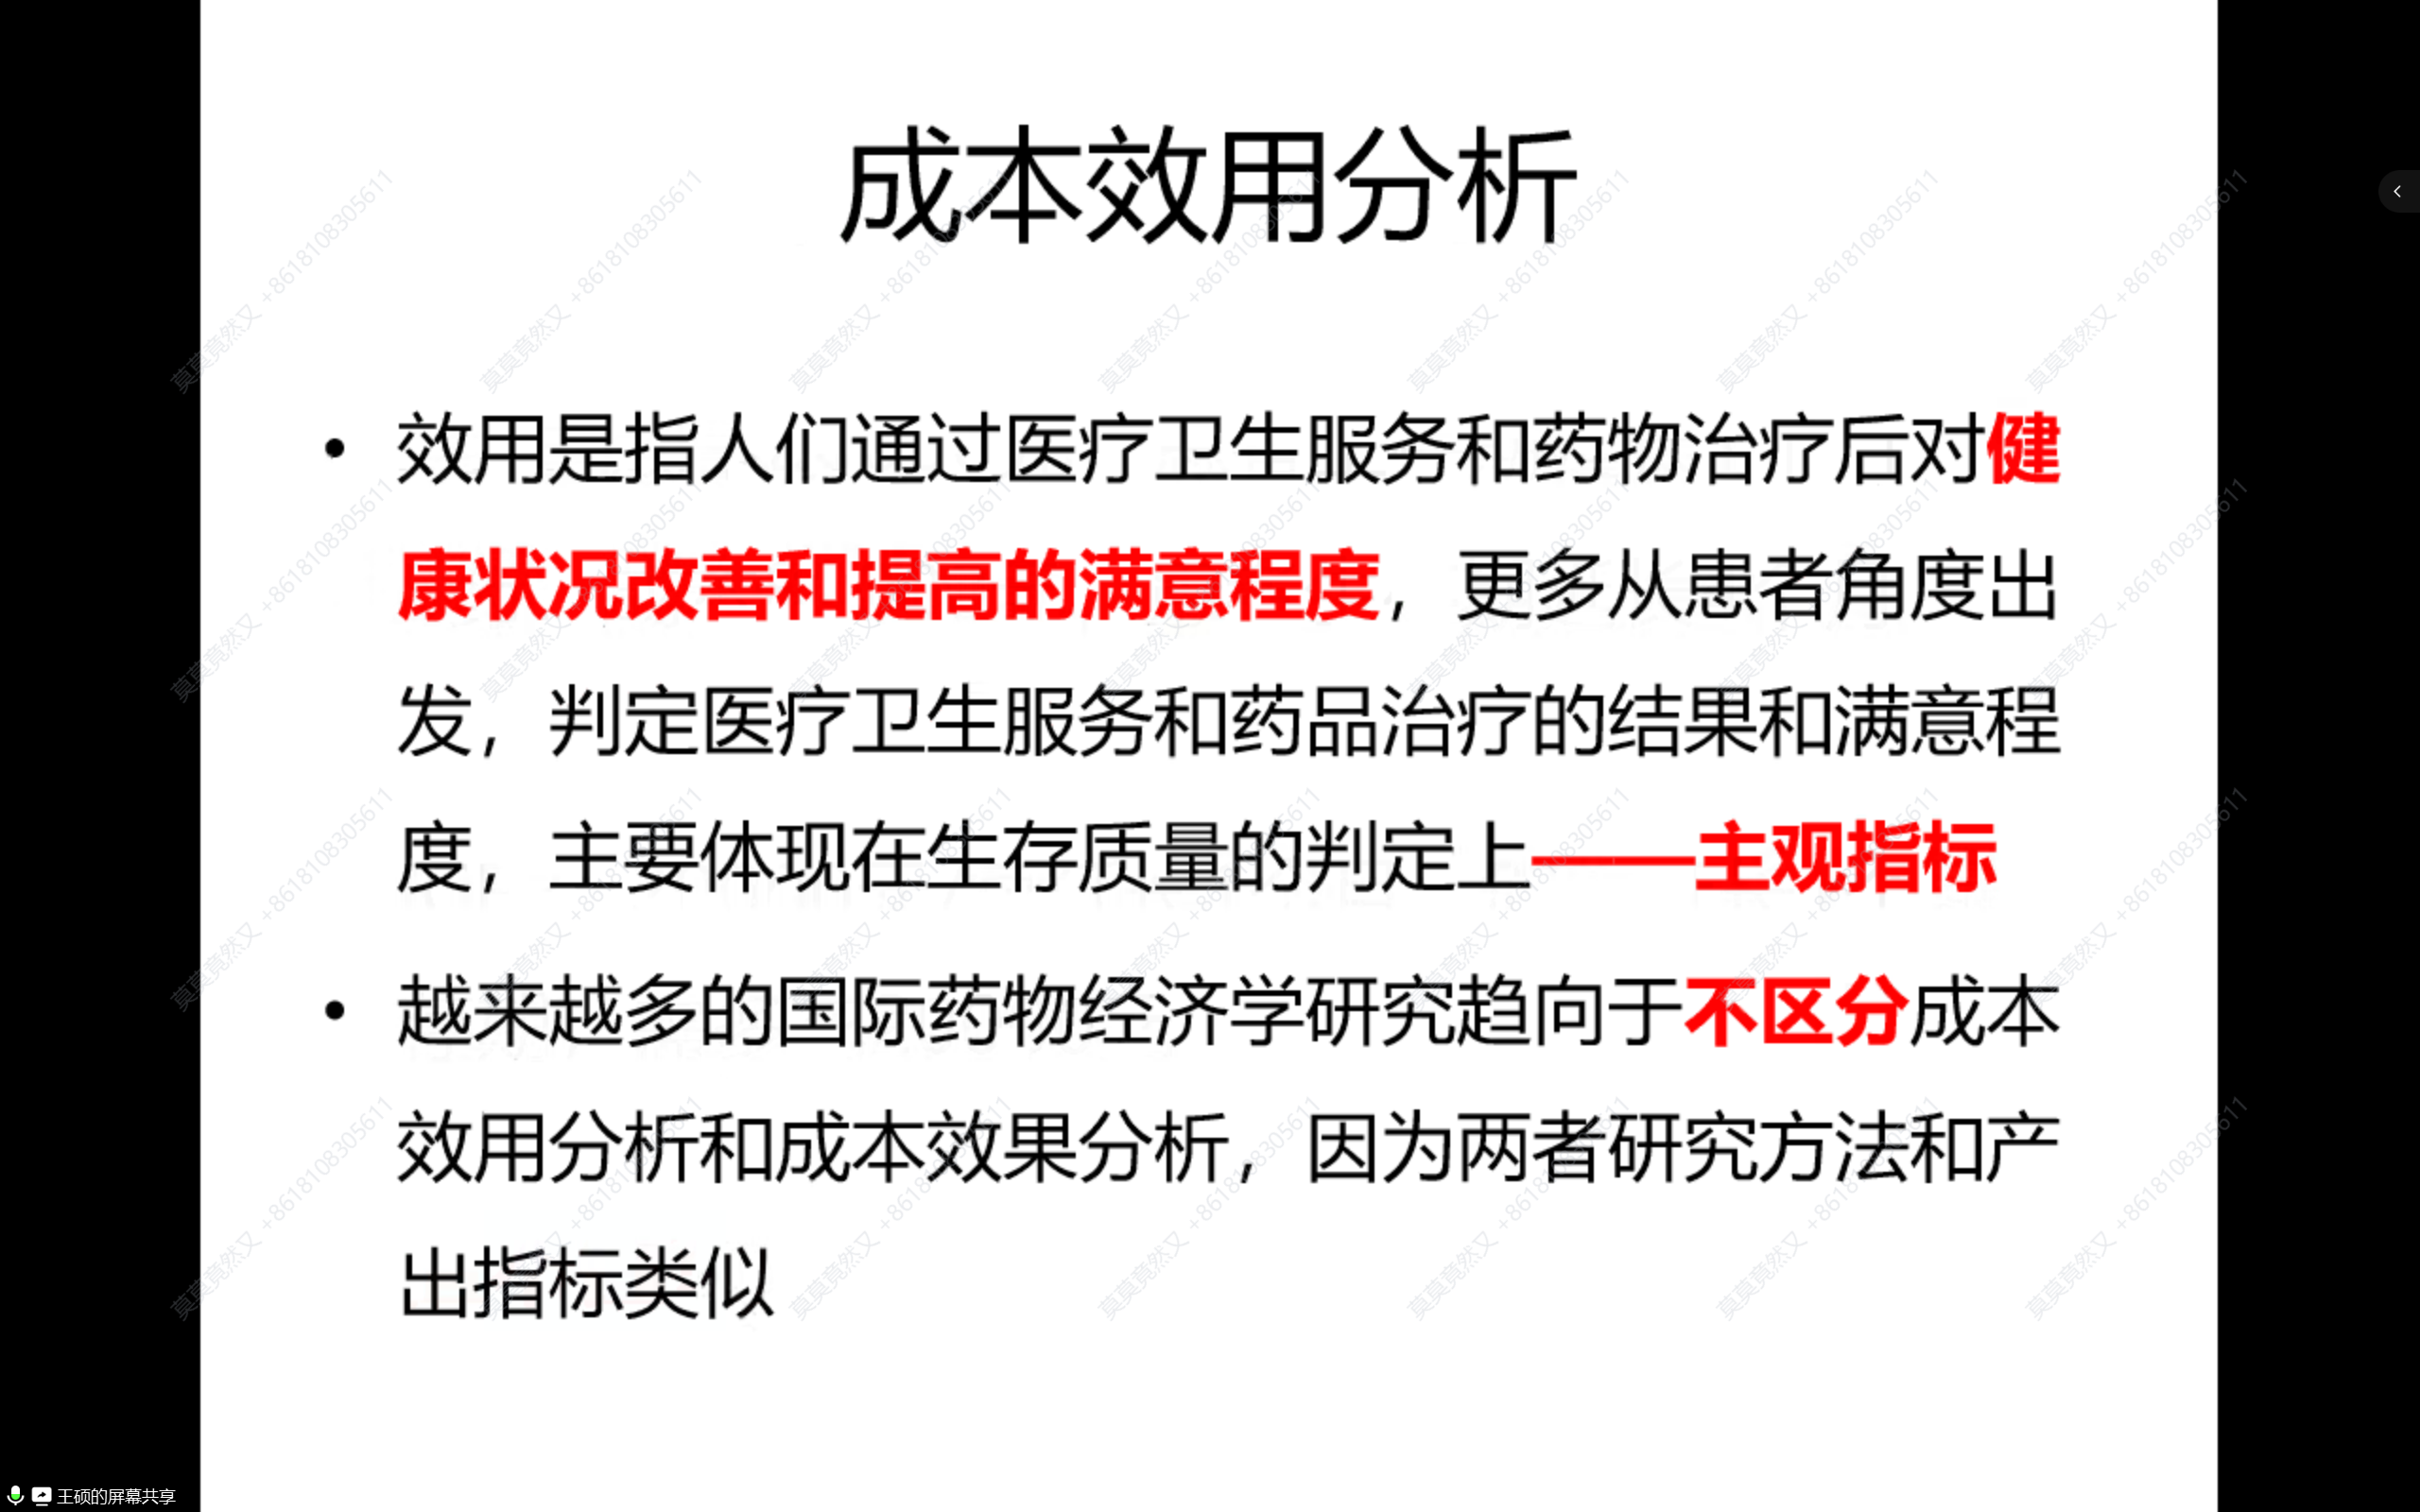 成本效用分析
• 效用是指人们通过医疗卫生服务和药物治疗后对健
康状况改善和提高的满意程度，更多从患者角度出
发，判定医疗卫生服务和药品治疗的结果和满意程
度，主要体现在生存质量的判定上——主观指标
• 越来越多的国际药物经济学研究趋向于不区分成本
效用分析和成本效果分析，因为两者研究方法和产
出指标类似
莫莫竟然又 +8618108305611
王硕的屏幕共享